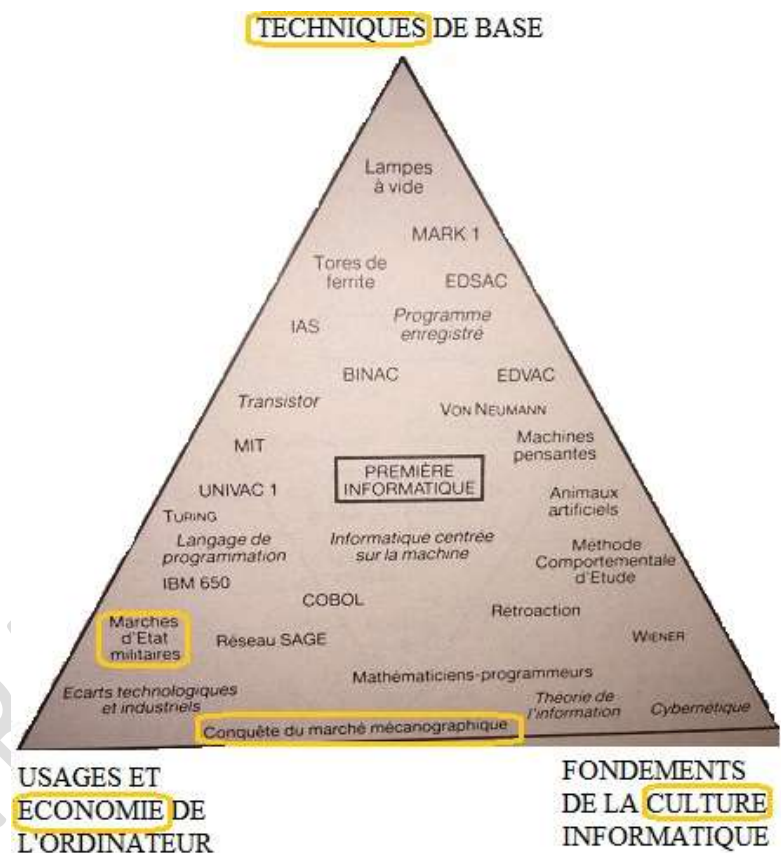 TECHNIQUES DE BASE
Lampes
à vide
MARK 1
Tores de
ferrite
EDSAC
IAS
Programme
enregistré
BINAC
EDVAC
Transistor
VON NEUMANN
MIT
Machines
pensantes
PREMIÈRE
INFORMATIQUE
UNIVAC 1
Animaux
artificiels
TURING
Langage de
programmation
Informatique centrée
sur la machine
Méthode
Comportementale
d'Etude
IBM 650
COBOL
Rétroaction
Marchés
d'Etat
militaires
Réseau SAGE
WIENER
Mathématiciens-programmeurs
Ecarts technologiques
et industriels
Théorie de
l'information
Cybernétique
Conquête du marché mécanographique
USAGES ET
ECONOMIE DE
L'ORDINATEUR
FONDEMENTS
DE LA CULTURE
INFORMATIQUE